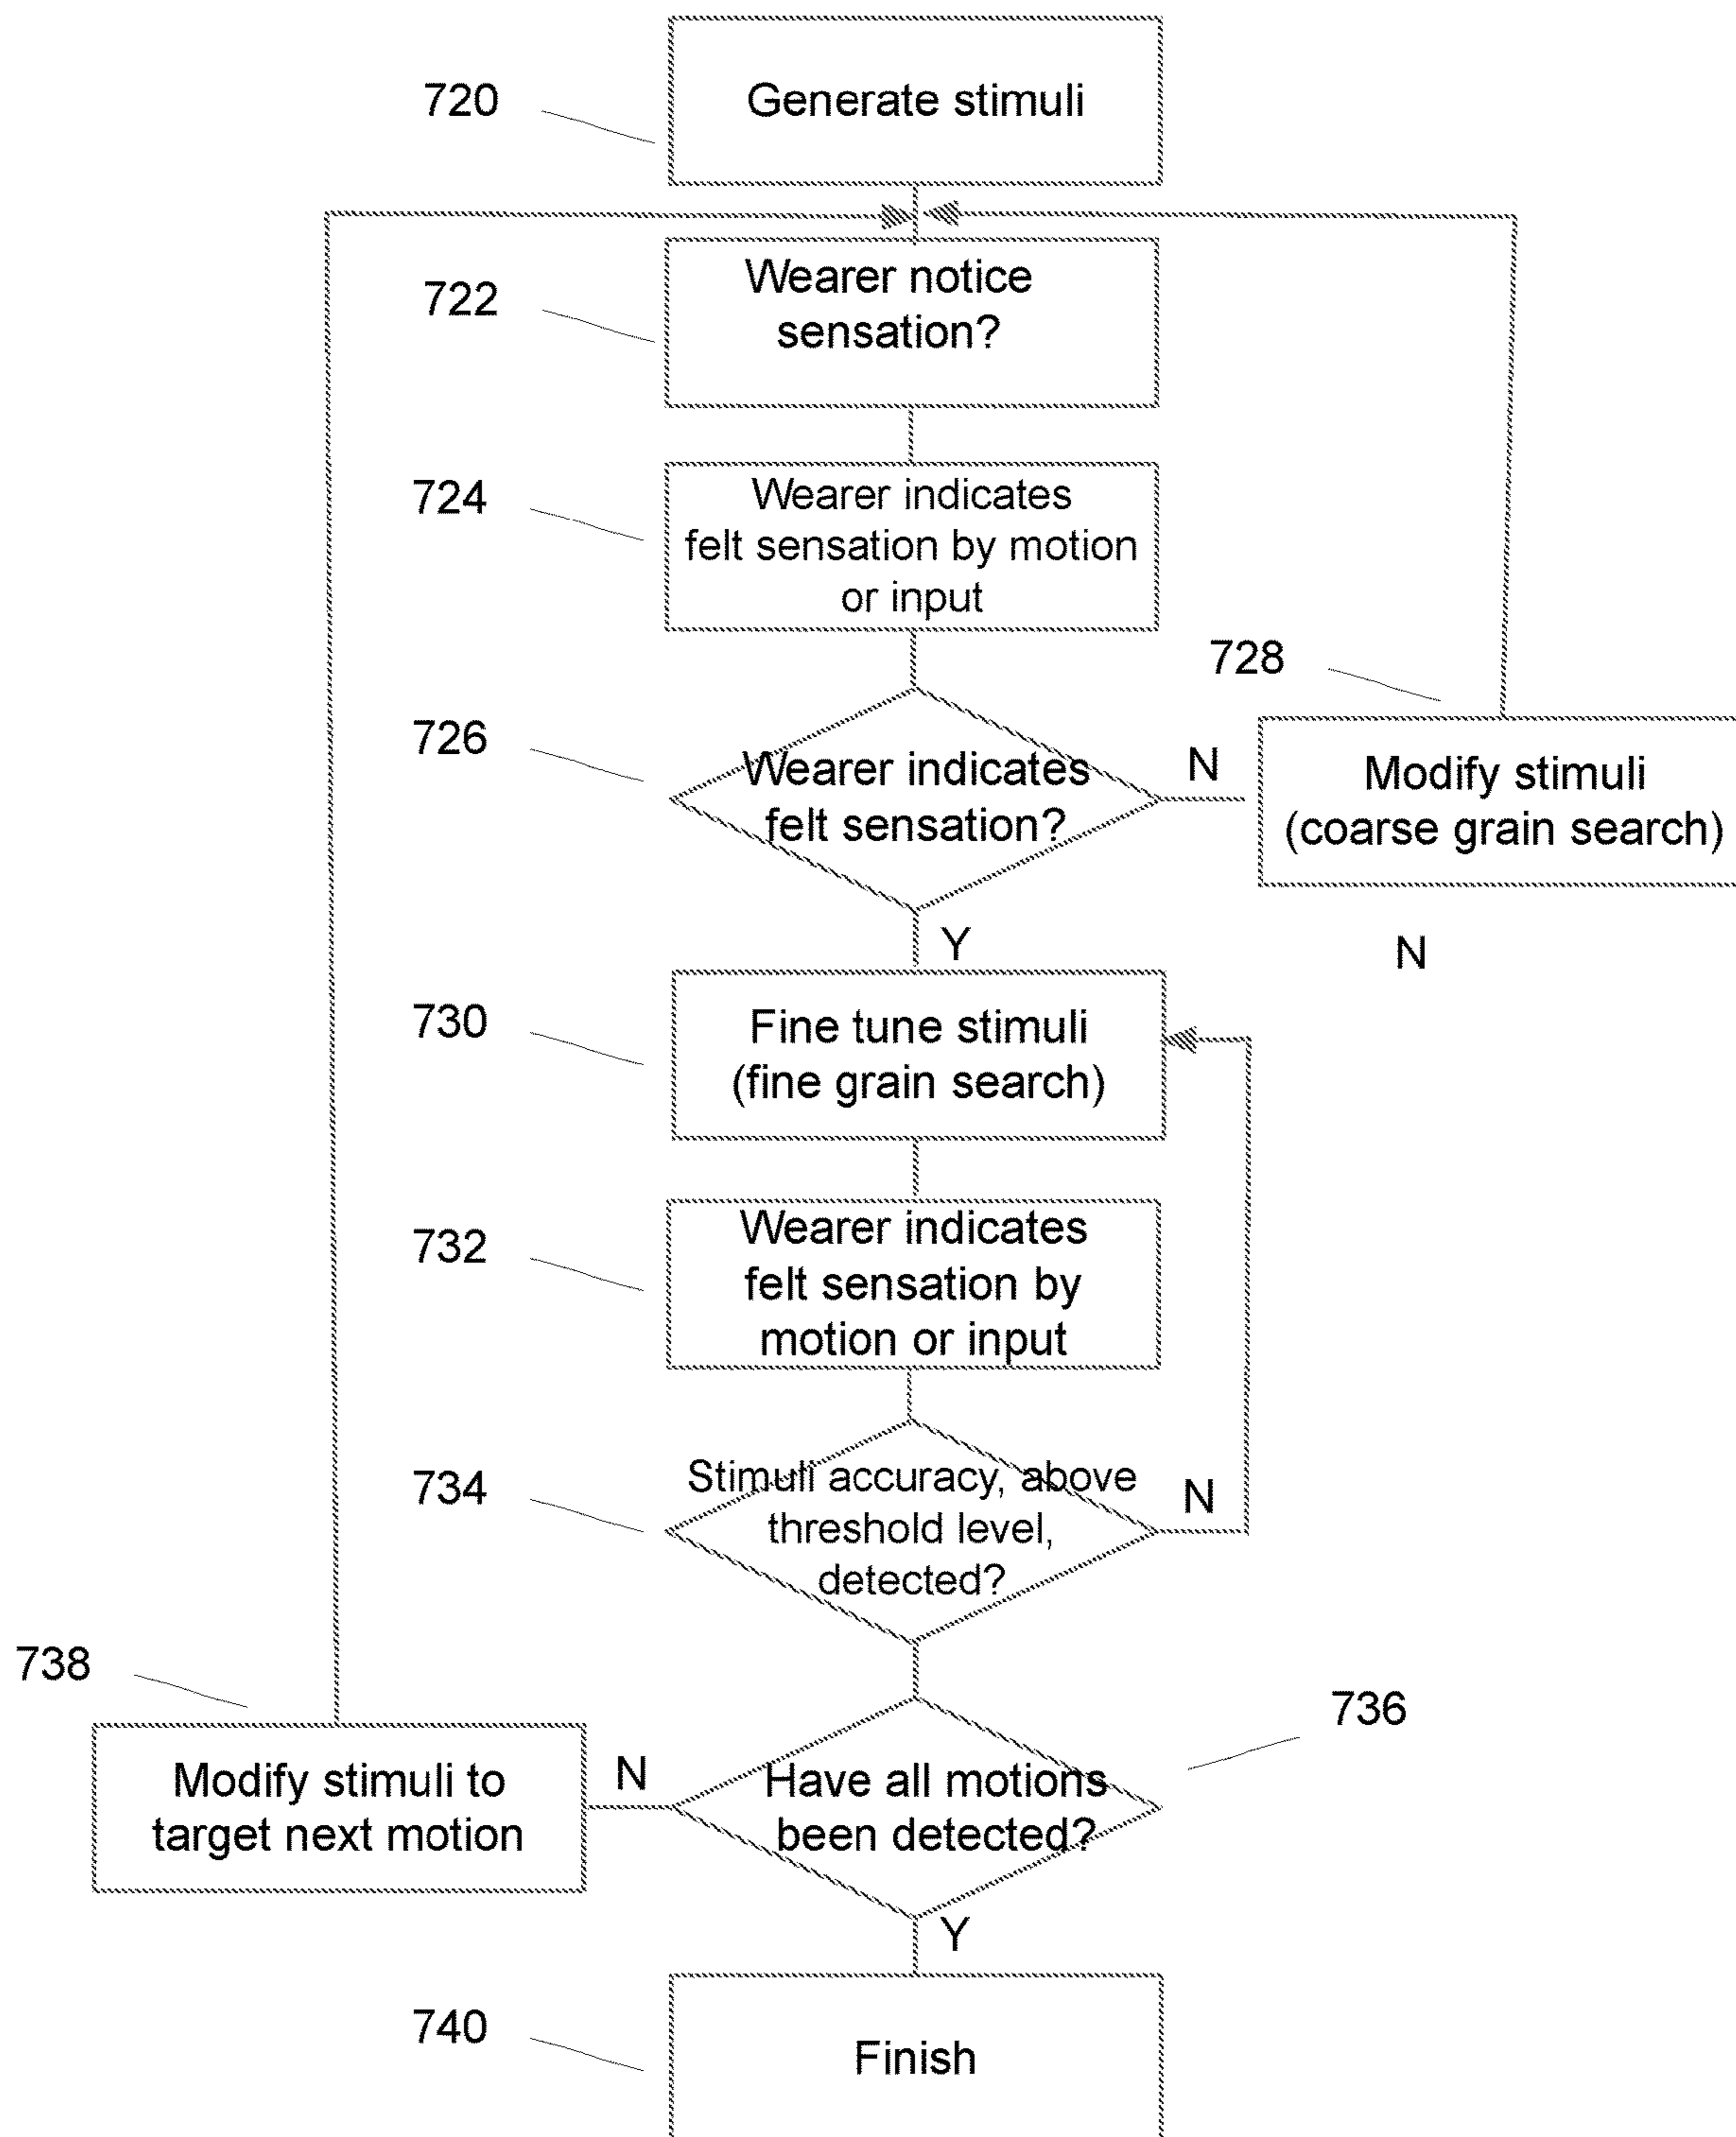 720
Generate stimuli
722
Wearer notice
sensation?
724
Wearer indicates
felt sensation by motion
or input
728
726
Wearer indicates
felt sensation?
N
Modify stimuli
(coarse grain search)
Y
N
730
Fine tune stimuli
(fine grain search)
732
Wearer indicates
felt sensation by
motion or input
734
Stimuli accuracy, above
threshold level,
detected?
N
738
736
Modify stimuli to
target next motion
N
Have all motions
been detected?
Y
740
Finish